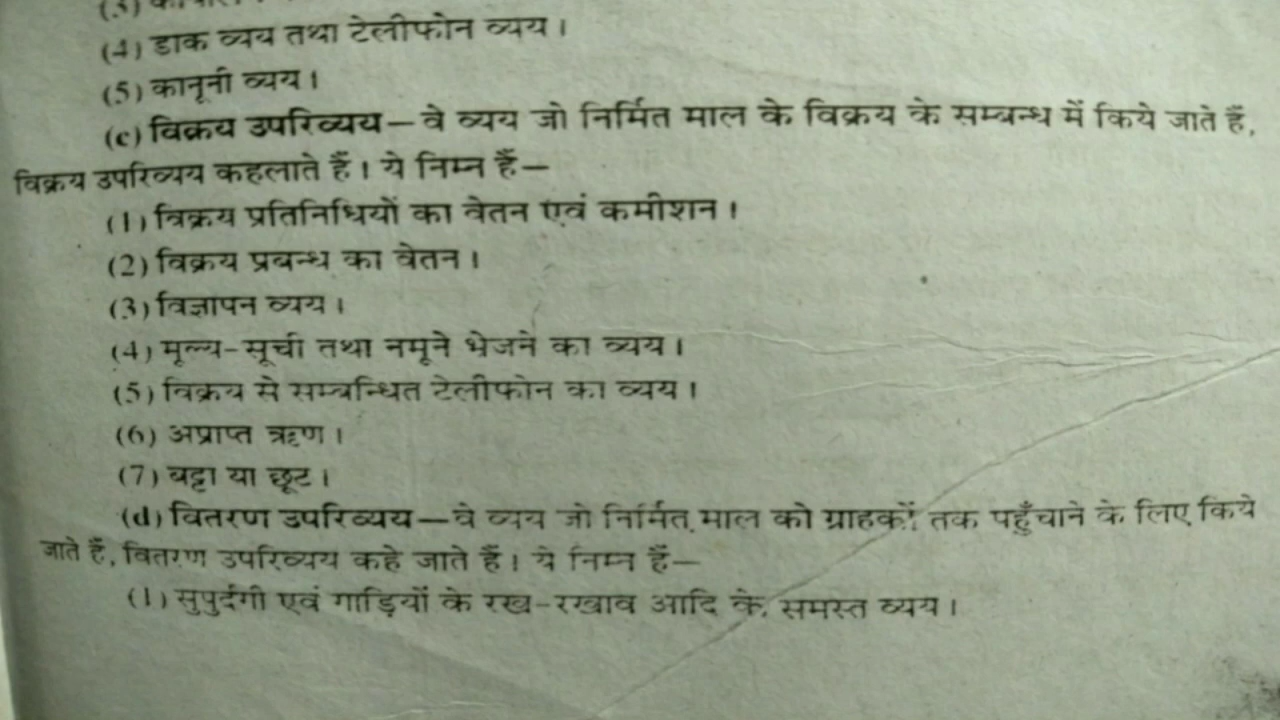 (3)
(4) डाक व्यय तथा टेलीफोन व्यय।
(5) कानूनी व्यय।
(c) विक्रय उपरिव्यय— वे व्यय जो निर्मित माल के विक्रय के सम्बन्ध में किये जाते हैं,
विक्रय उपरिव्यय कहलाते हैं। ये निम्न हैं—
(1) विक्रय प्रतिनिधियों का वेतन एवं कमीशन।
(2) विक्रय प्रबन्ध का वेतन।
(3) विज्ञापन व्यय।
(4) मूल्य-सूची तथा नमूने भेजने का व्यय।
(5) विक्रय से सम्बन्धित टेलीफोन का व्यय।
(6) अप्राप्त ऋण।
(7) बट्टा या छूट।
(d) वितरण उपरिव्यय—वे व्यय जो निर्मित माल को ग्राहकों तक पहुँचाने के लिए किये
जाते हैं, वितरण उपरिव्यय कहे जाते हैं। ये निम्न हैं—
(1) सुपुर्दगी एवं गाड़ियों के रख-रखाव आदि के समस्त व्यय।